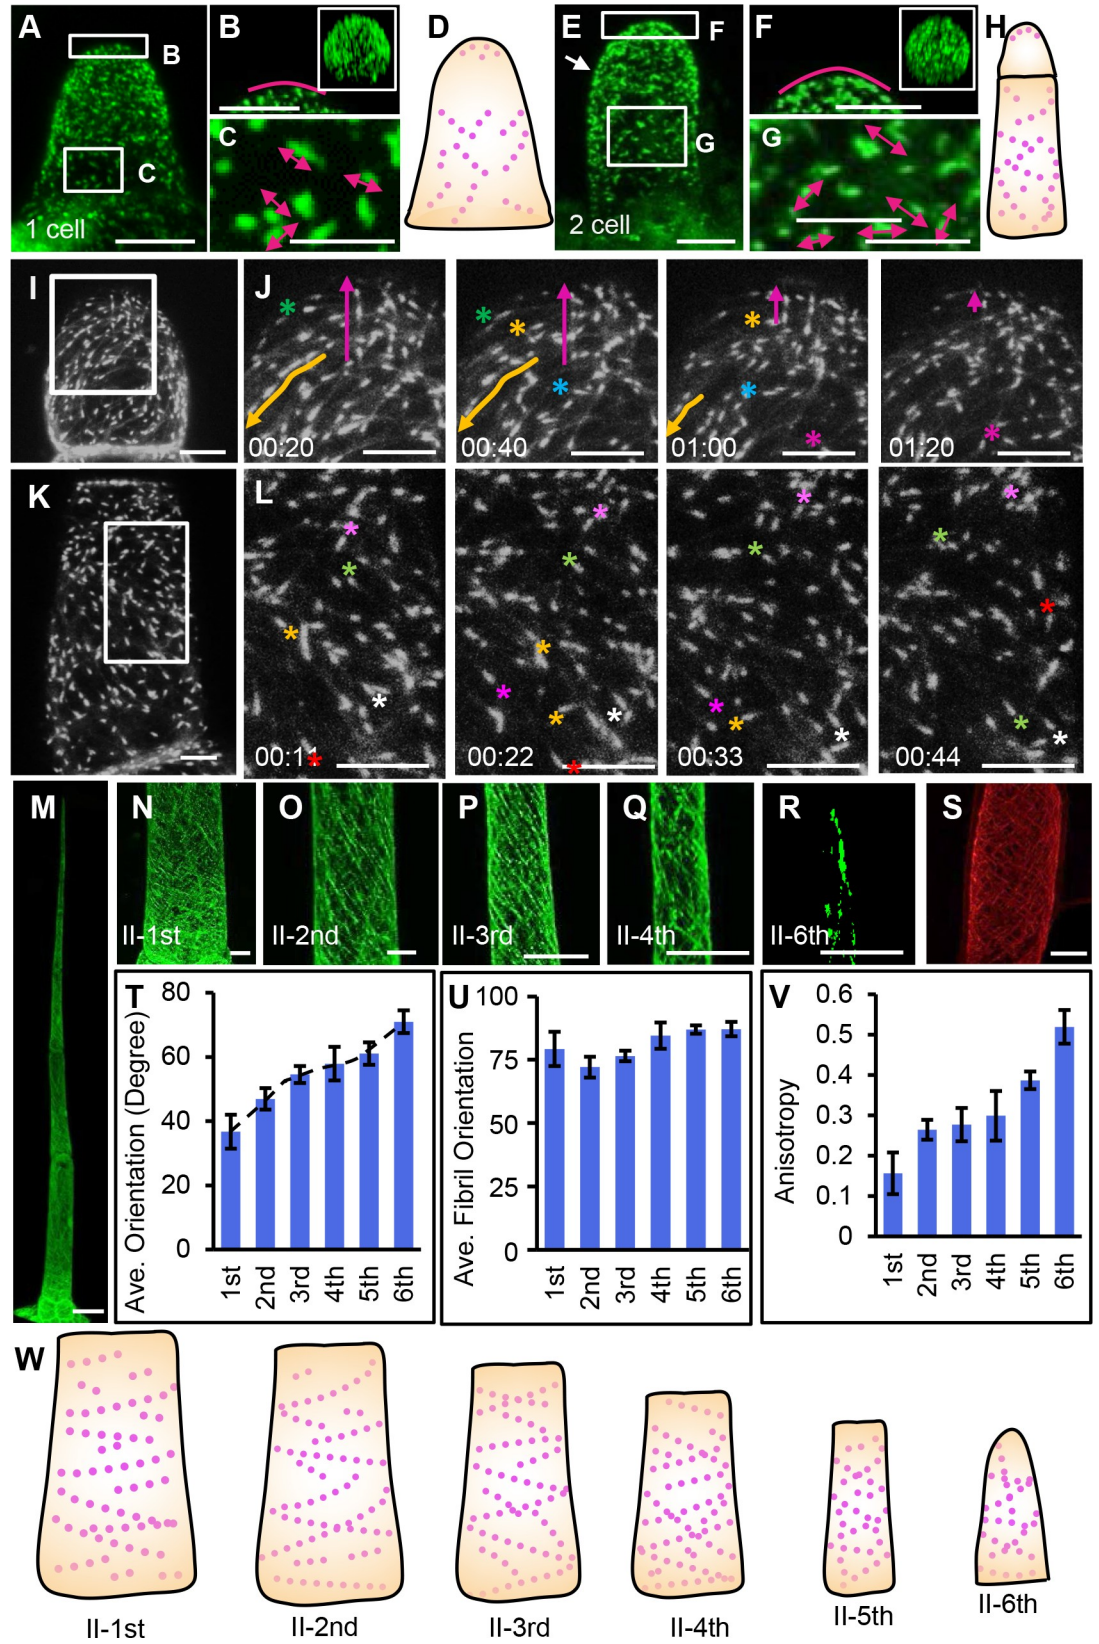 A
B
1 cell
C
B
C
D
E
F
G
2 cell
F
G
H
I
J
00:20
00:40
01:00
01:20
K
L
00:11
00:22
00:33
00:44
M
N
II-1st
O
II-2nd
P
II-3rd
Q
II-4th
R
II-6th
S
T
Ave. Orientation (Degree)
80
60
40
20
0
1st
2nd
3rd
4th
5th
6th
U
Ave. Fibril Orientation
100
75
50
25
0
1st
2nd
3rd
4th
5th
6th
V
Anisotropy
0.6
0.5
0.4
0.3
0.2
0.1
0
1st
2nd
3rd
4th
5th
6th
W
II-1st
II-2nd
II-3rd
II-4th
II-5th
II-6th